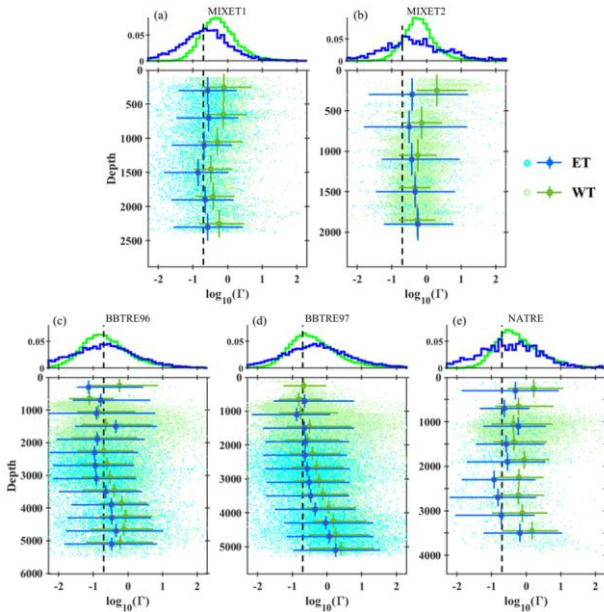 MIXET1
(a)
0.05
0
500
1000
1500
2000
2500
Depth
-2 -1 0 1 2
log10(Γ)
MIXET2
(b)
0.05
0
500
1000
1500
2000
-2 -1 0 1 2
log10(Γ)
ET
WT
BBTRE96
(c)
0.05
0
1000
2000
3000
4000
5000
6000
Depth
-2 -1 0 1 2
log10(Γ)
BBTRE97
(d)
0.05
0
1000
2000
3000
4000
5000
-2 -1 0 1 2
log10(Γ)
NATRE
(e)
0.05
0
1000
2000
3000
4000
-2 -1 0 1 2
log10(Γ)